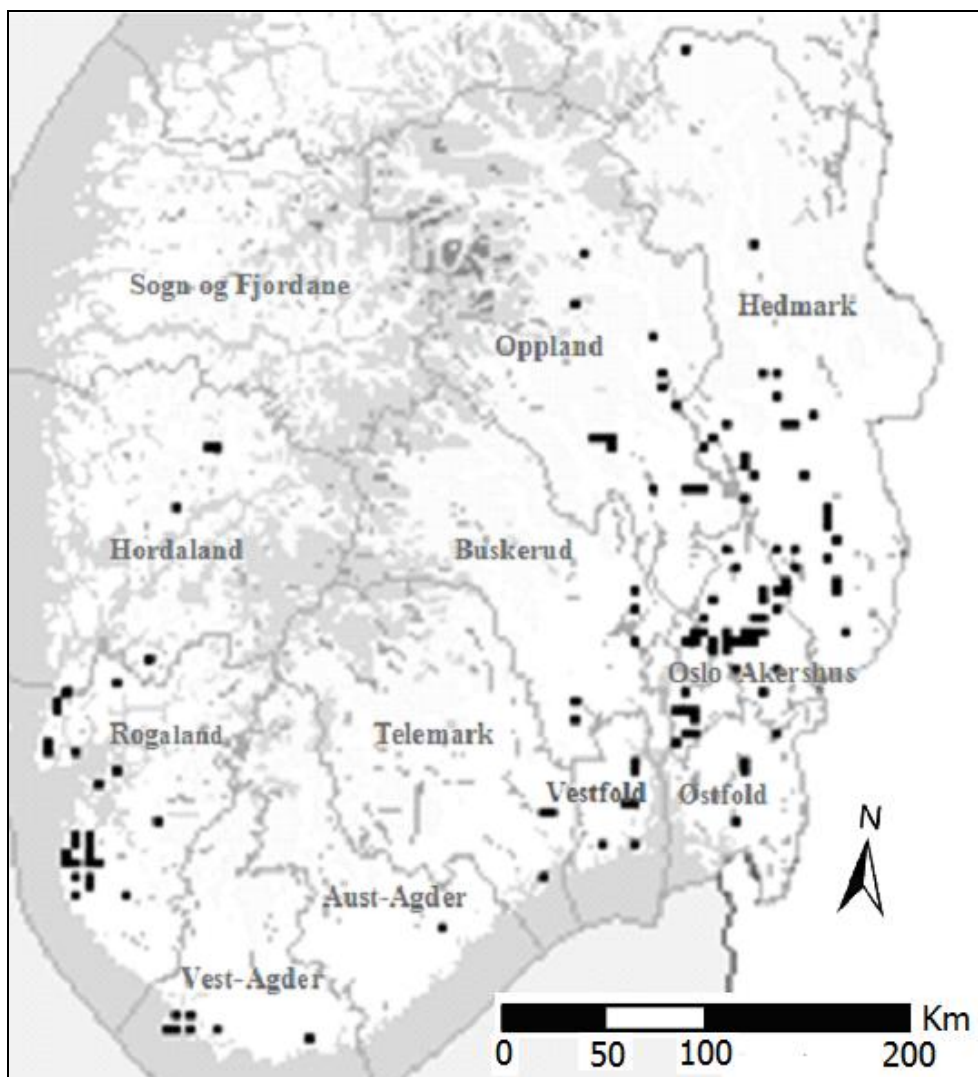 Sogn og Fjordane
Hedmark
Oppland
Hordaland
Buskerud
Oslo Akershus
Rogaland
Telemark
Vestfold
Østfold
N
Aust-Agder
Vest-Agder
Km
0 50 100 200